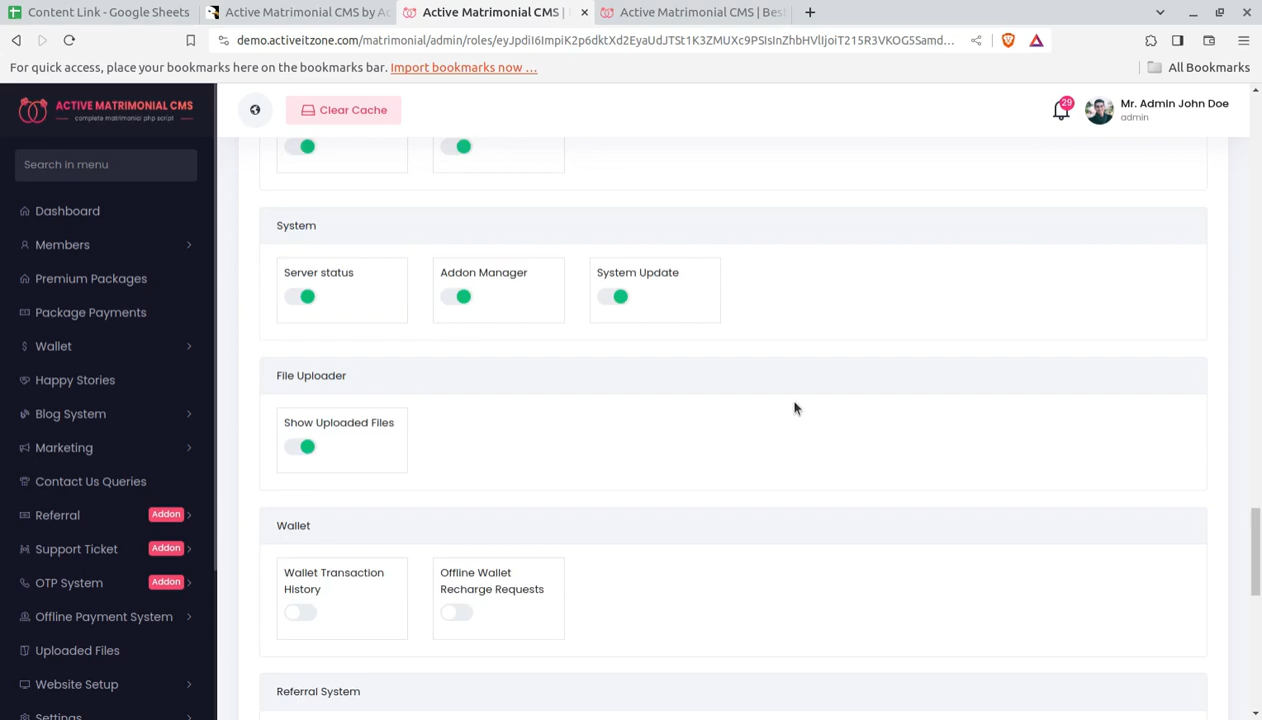 Content Link - Google Sheets
Active Matrimonial CMS by Ac
Active Matrimonial CMS |
Active Matrimonial CMS | Bes
demo.activeitzone.com/matrimonial/admin/roles/eyJpdiI6ImpiK2p6dktXd2EyaUdJTSt1K3ZMUXc9PSIsInZhbHVlIjoiT215R3VKOG5Samd...
For quick access, place your bookmarks here on the bookmarks bar. Import bookmarks now ...
All Bookmarks
ACTIVE MATRIMONIAL CMS
complete matrimonial php script
Clear Cache
29
Mr. Admin John Doe
admin
Search in menu
Dashboard
Members
Premium Packages
Package Payments
Wallet
Happy Stories
Blog System
Marketing
Contact Us Queries
Referral Addon
Support Ticket Addon
OTP System Addon
Offline Payment System
Uploaded Files
Website Setup
Settings
System
Server status
Addon Manager
System Update
File Uploader
Show Uploaded Files
Wallet
Wallet Transaction
History
Offline Wallet
Recharge Requests
Referral System